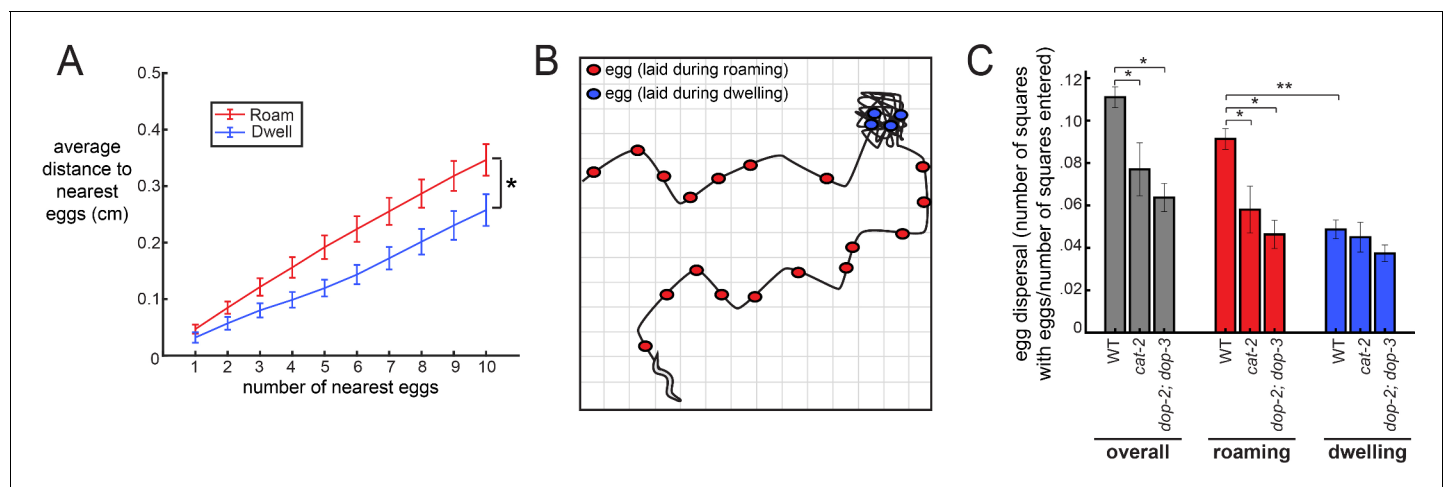 A
0.5
0.4
0.3
0.2
0.1
0
average
distance to
nearest
eggs (cm)
Roam
Dwell
*
1 2 3 4 5 6 7 8 9 10
number of nearest eggs
B
egg (laid during roaming)
egg (laid during dwelling)
C
egg dispersal (number of squares
with eggs/number of squares entered)
.12
.10
.08
.06
.04
.02
0
*
*
**
*
*
WT
cat-2
dop-2; dop-3
WT
cat-2
dop-2; dop-3
WT
cat-2
dop-2; dop-3
overall
roaming
dwelling